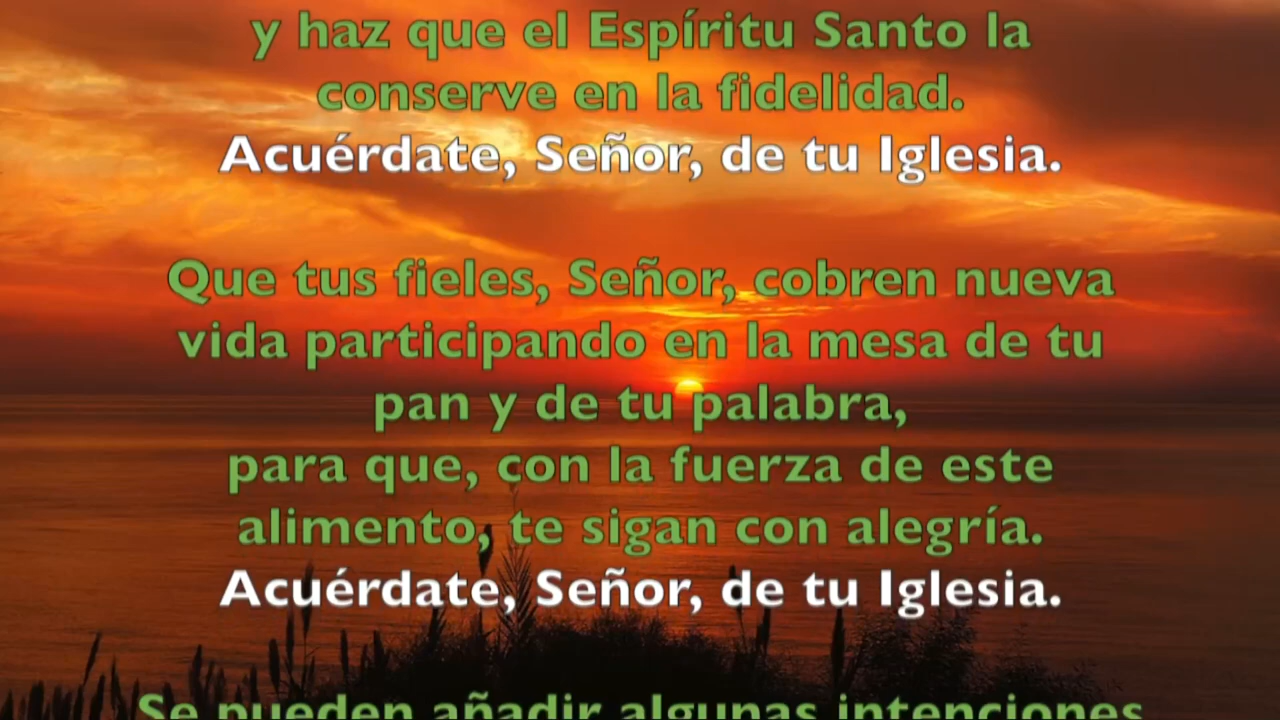 y haz que el Espíritu Santo la
conserve en la fidelidad.
Acuérdate, Señor, de tu Iglesia.
Que tus fieles, Señor, cobren nueva
vida participando en la mesa de tu
pan y de tu palabra,
para que, con la fuerza de este
alimento, te sigan con alegría.
Acuérdate, Señor, de tu Iglesia.
Se pueden añadir algunas intenciones